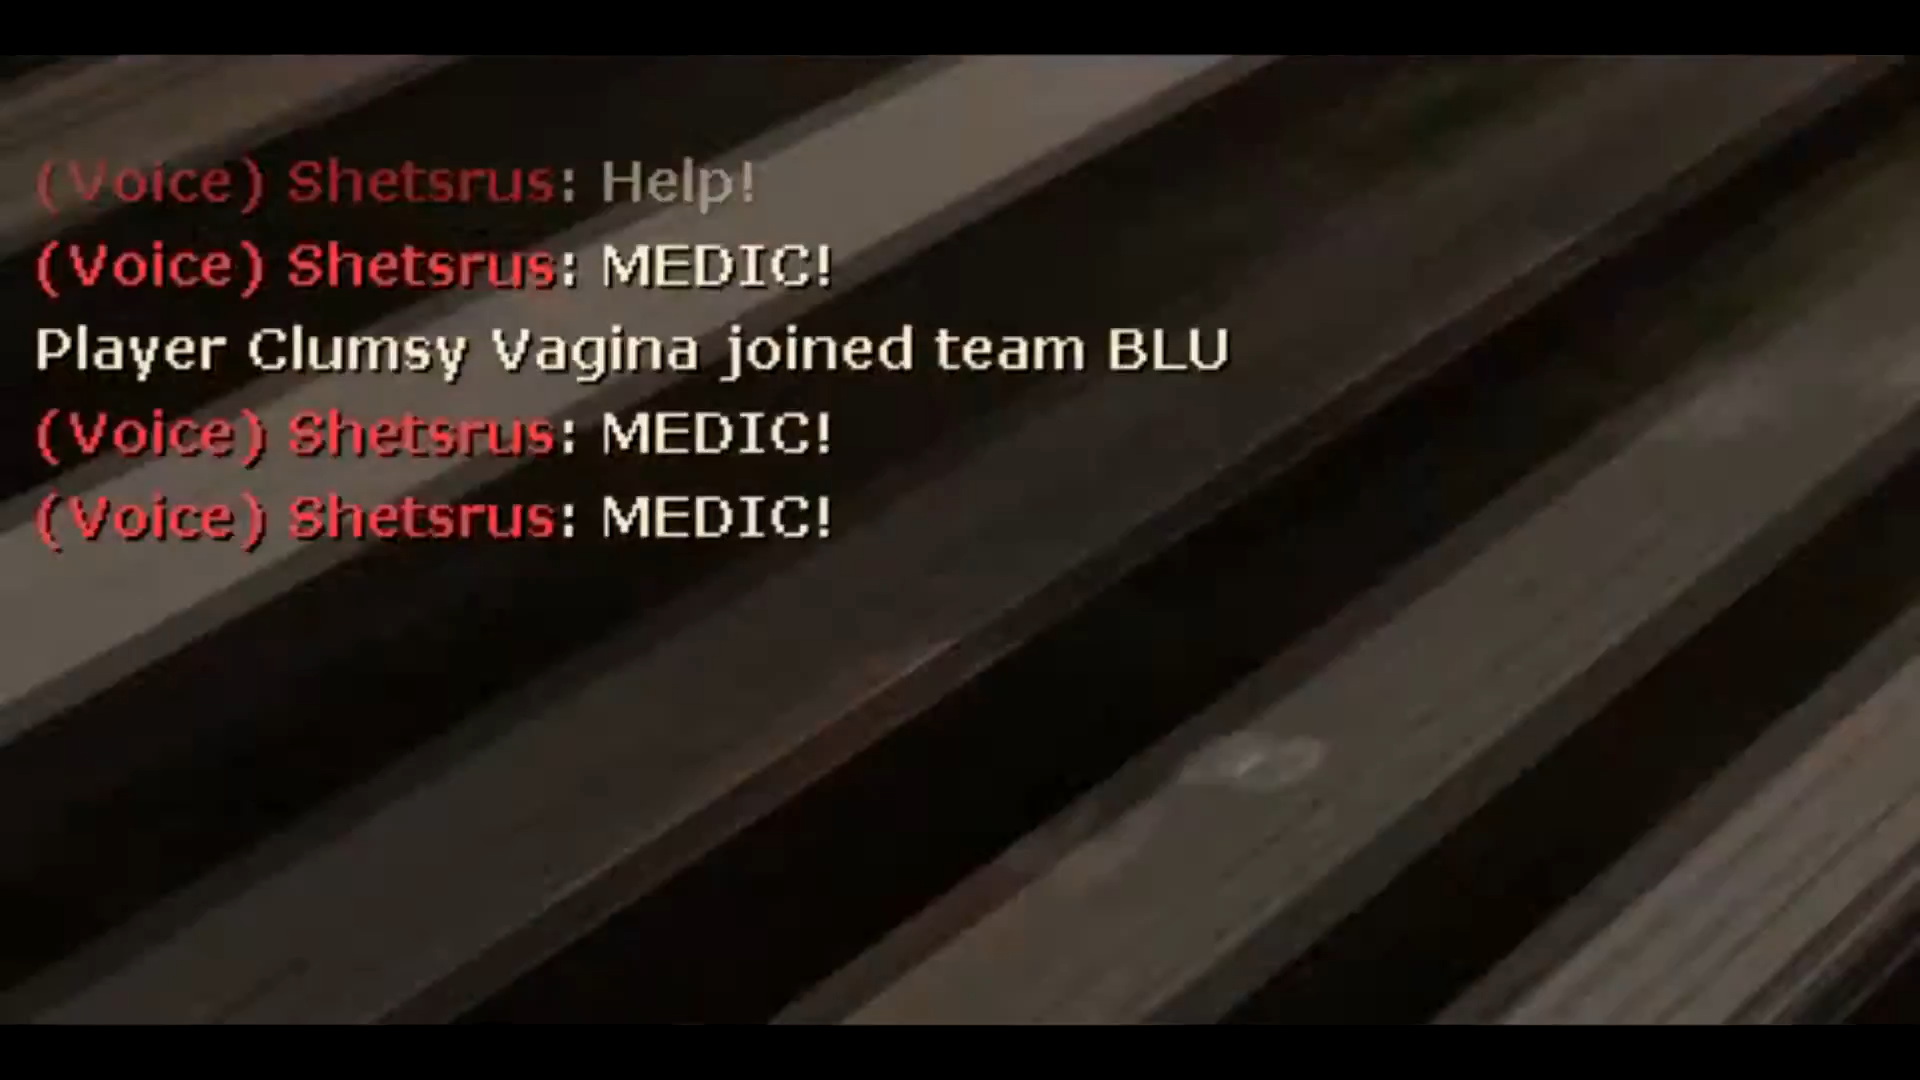 (Voice) Shetsrus: Help!
(Voice) Shetsrus: MEDIC!
Player Clumsy Vagina joined team BLU
(Voice) Shetsrus: MEDIC!
(Voice) Shetsrus: MEDIC!